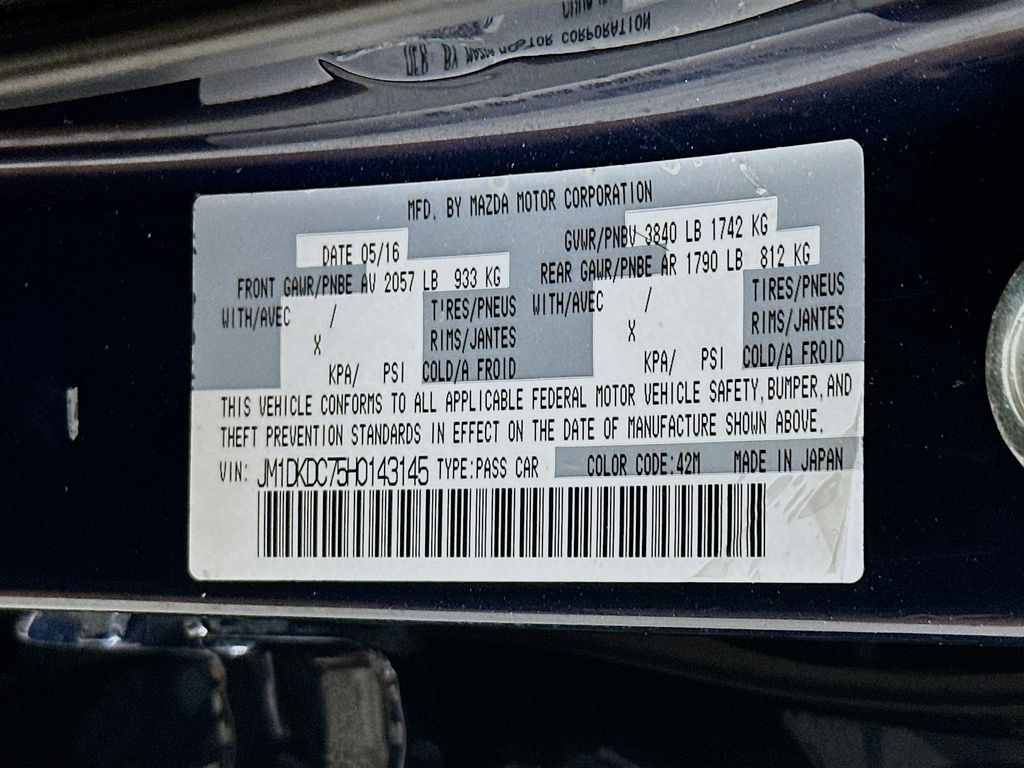 MFD. BY MAZDA MOTOR CORPORATION
DATE 05/16 GVWR/PNBV 3840 LB 1742 KG
FRONT GAWR/PNBE AV 2057 LB 933 KG REAR GAWR/PNBE AR 1790 LB 812 KG
WITH/AVEC / TIRES/PNEUS WITH/AVEC / TIRES/PNEUS
X RIMS/JANTES X RIMS/JANTES
KPA/ PSI COLD/A FROID KPA/ PSI COLD/A FROID
THIS VEHICLE CONFORMS TO ALL APPLICABLE FEDERAL MOTOR VEHICLE SAFETY, BUMPER, AND
THEFT PREVENTION STANDARDS IN EFFECT ON THE DATE OF MANUFACTURE SHOWN ABOVE.
VIN: JM1DKDC75H0143145 TYPE:PASS CAR COLOR CODE:42M MADE IN JAPAN